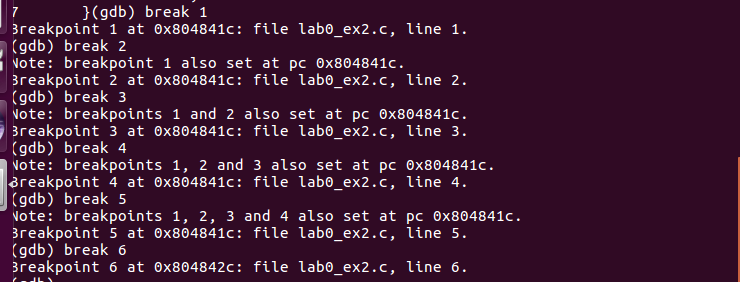 7 }(gdb) break 1
Breakpoint 1 at 0x804841c: file lab0_ex2.c, line 1.
(gdb) break 2
Note: breakpoint 1 also set at pc 0x804841c.
Breakpoint 2 at 0x804841c: file lab0_ex2.c, line 2.
(gdb) break 3
Note: breakpoints 1 and 2 also set at pc 0x804841c.
Breakpoint 3 at 0x804841c: file lab0_ex2.c, line 3.
(gdb) break 4
Note: breakpoints 1, 2 and 3 also set at pc 0x804841c.
Breakpoint 4 at 0x804841c: file lab0_ex2.c, line 4.
(gdb) break 5
Note: breakpoints 1, 2, 3 and 4 also set at pc 0x804841c.
Breakpoint 5 at 0x804841c: file lab0_ex2.c, line 5.
(gdb) break 6
Breakpoint 6 at 0x804842c: file lab0_ex2.c, line 6.
(gdb)